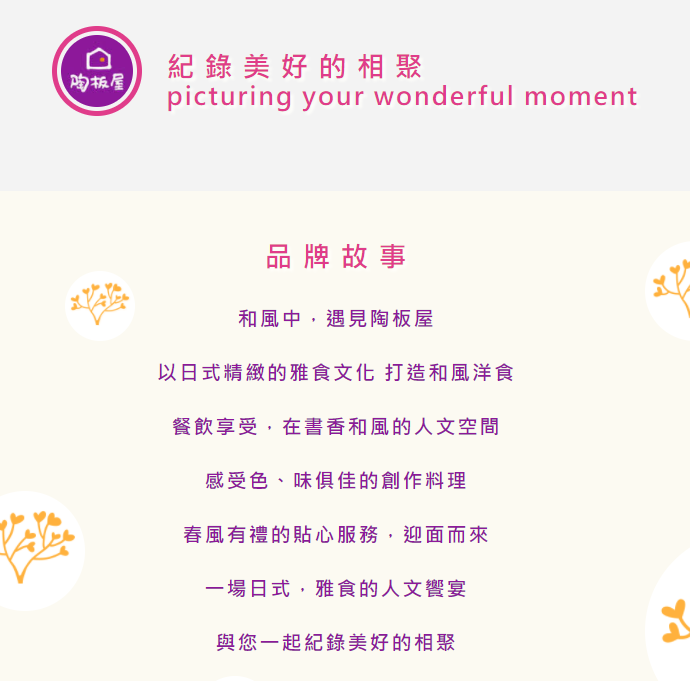 陶板屋
紀錄美好的相聚
picturing your wonderful moment
品牌故事
和風中，遇見陶板屋
以日式精緻的雅食文化 打造和風洋食
餐飲享受，在書香和風的人文空間
感受色、味俱佳的創作料理
春風有禮的貼心服務，迎面而來
一場日式，雅食的人文饗宴
與您一起紀錄美好的相聚